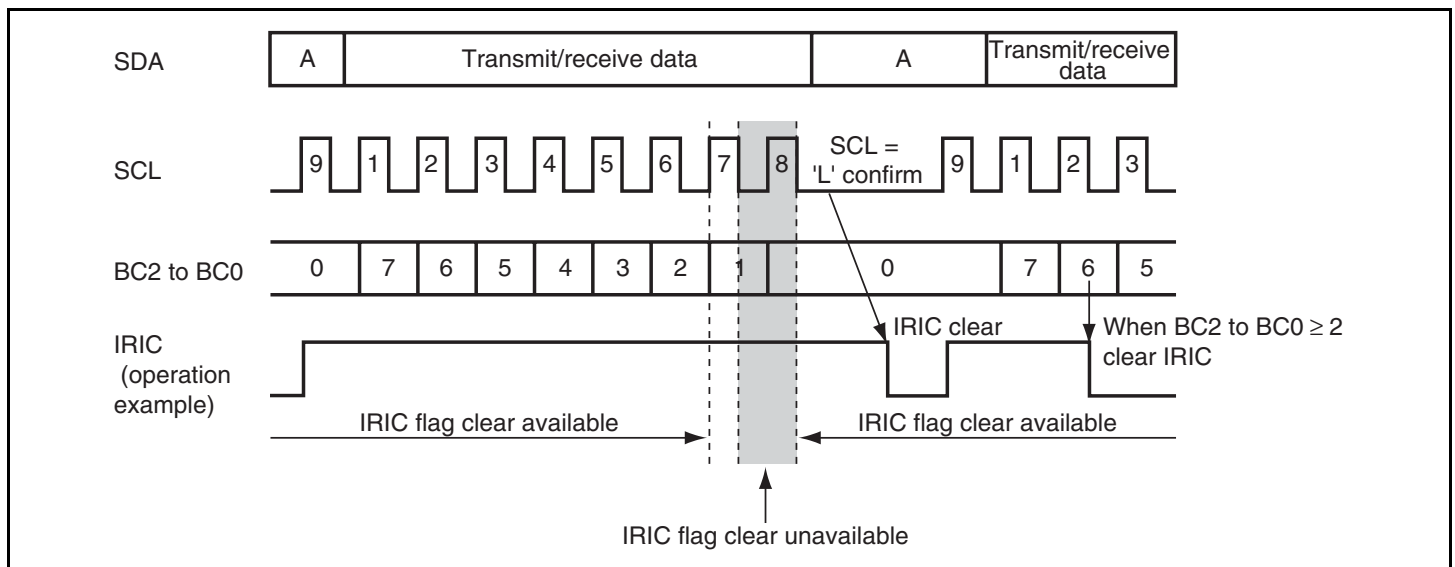 SDA
A
Transmit/receive data
A
Transmit/receive
data
SCL
9 1 2 3 4 5 6 7 8
SCL =
'L' confirm
9 1 2 3
BC2 to BC0
0 7 6 5 4 3 2 1 0 7 6 5
IRIC
(operation
example)
IRIC clear
When BC2 to BC0 ≥ 2
clear IRIC
IRIC flag clear available
IRIC flag clear available
IRIC flag clear unavailable